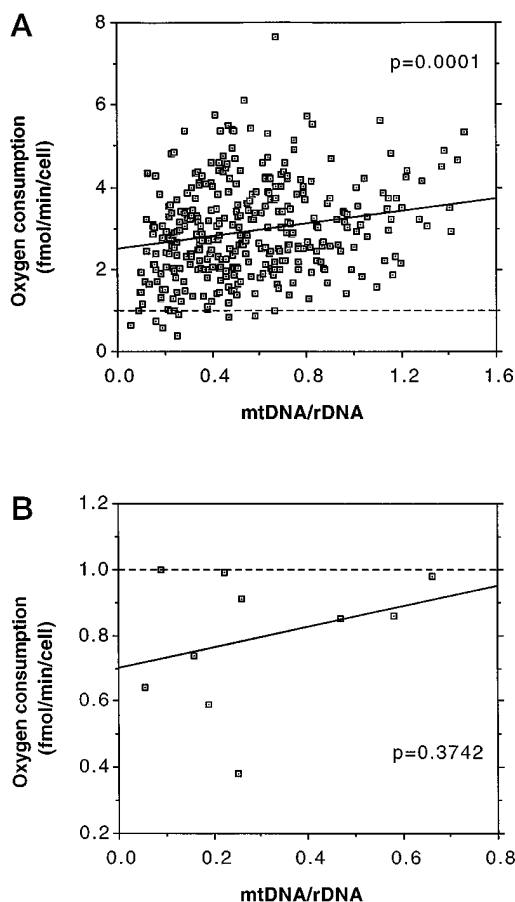 A
8
6
4
2
0
Oxygen consumption
(fmol/min/cell)
p=0.0001
0.0 0.4 0.8 1.2 1.6
mtDNA/rDNA
B
1.2
1.0
0.8
0.6
0.4
0.2
Oxygen consumption
(fmol/min/cell)
p=0.3742
0.0 0.2 0.4 0.6 0.8
mtDNA/rDNA